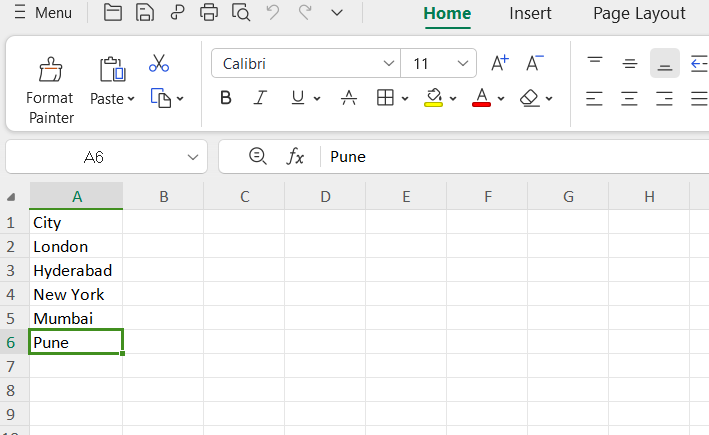 Menu Home Insert Page Layout
Calibri 11 A+ A-
Format Painter Paste B I U A A
A6 fx Pune
A B C D E F G H
1 City
2 London
3 Hyderabad
4 New York
5 Mumbai
6 Pune
7
8
9